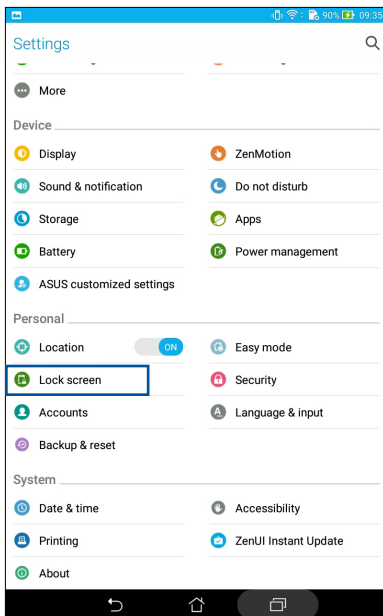 90% 09:35
Settings
More
Device
Display
ZenMotion
Sound & notification
Do not disturb
Storage
Apps
Battery
Power management
ASUS customized settings
Personal
Location ON
Easy mode
Lock screen
Security
Accounts
Language & input
Backup & reset
System
Date & time
Accessibility
Printing
ZenUI Instant Update
About